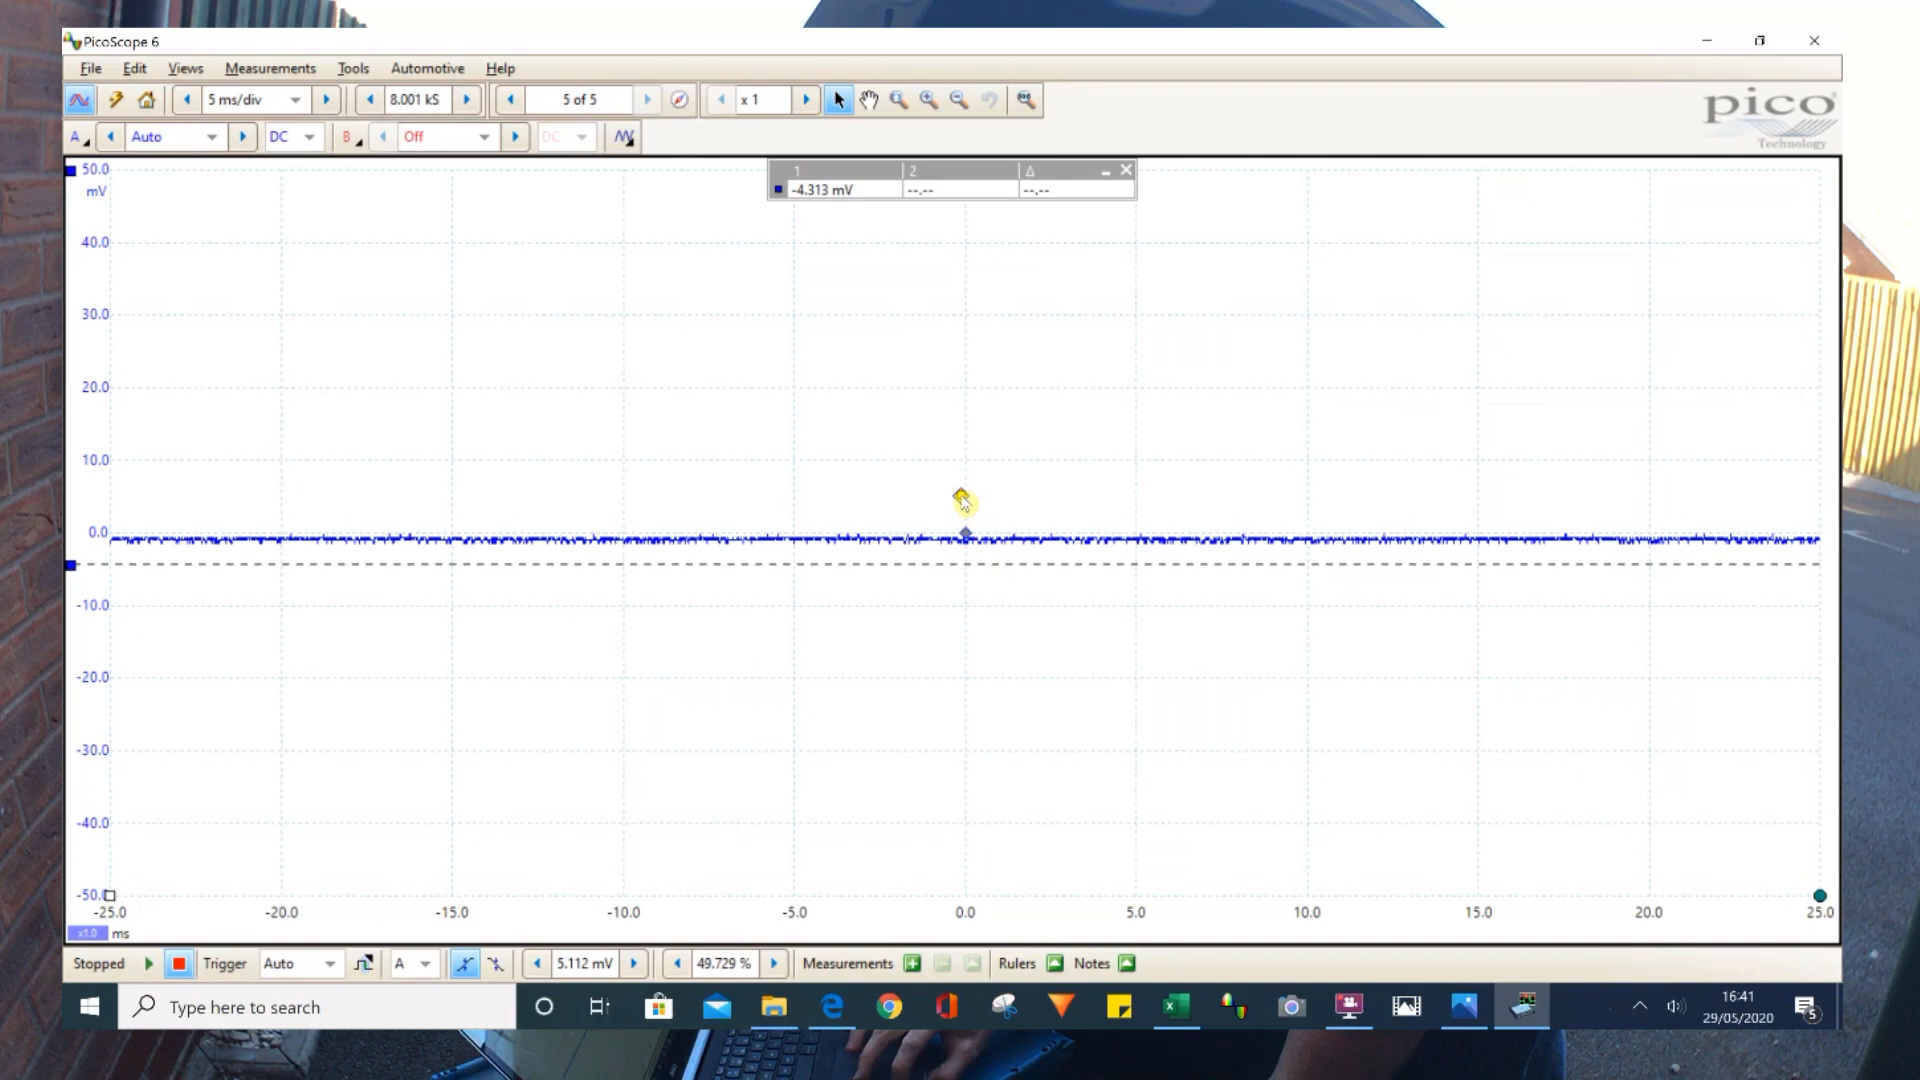 PicoScope 6
File Edit Views Measurements Tools Automotive Help
5 ms/div 8.001 kS 5 of 5 x 1
A Auto DC B Off DC
pico
Technology
1 2 Δ
-4.313 mV --.-- --.--
50.0
mV
40.0
30.0
20.0
10.0
0.0
-10.0
-20.0
-30.0
-40.0
-50.0
-25.0 -20.0 -15.0 -10.0 -5.0 0.0 5.0 10.0 15.0 20.0 25.0
x1.0 ms
Stopped Trigger Auto A 5.112 mV 49.729 % Measurements Rulers Notes
Type here to search
16:41
29/05/2020
5